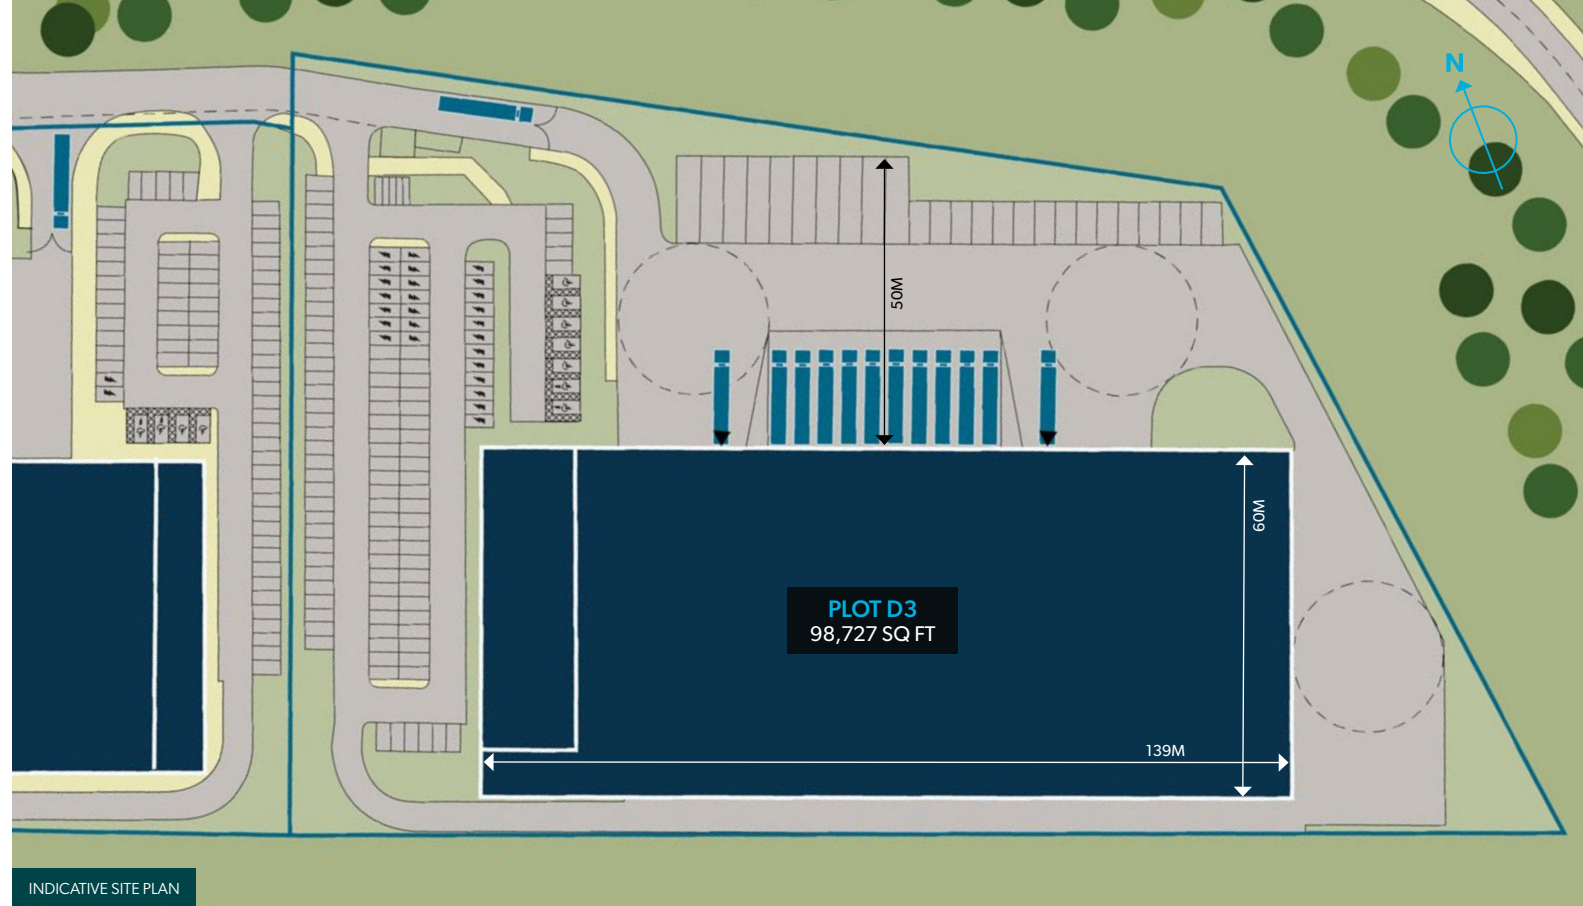 N
50M
60M
PLOT D3
98,727 SQ FT
139M
INDICATIVE SITE PLAN